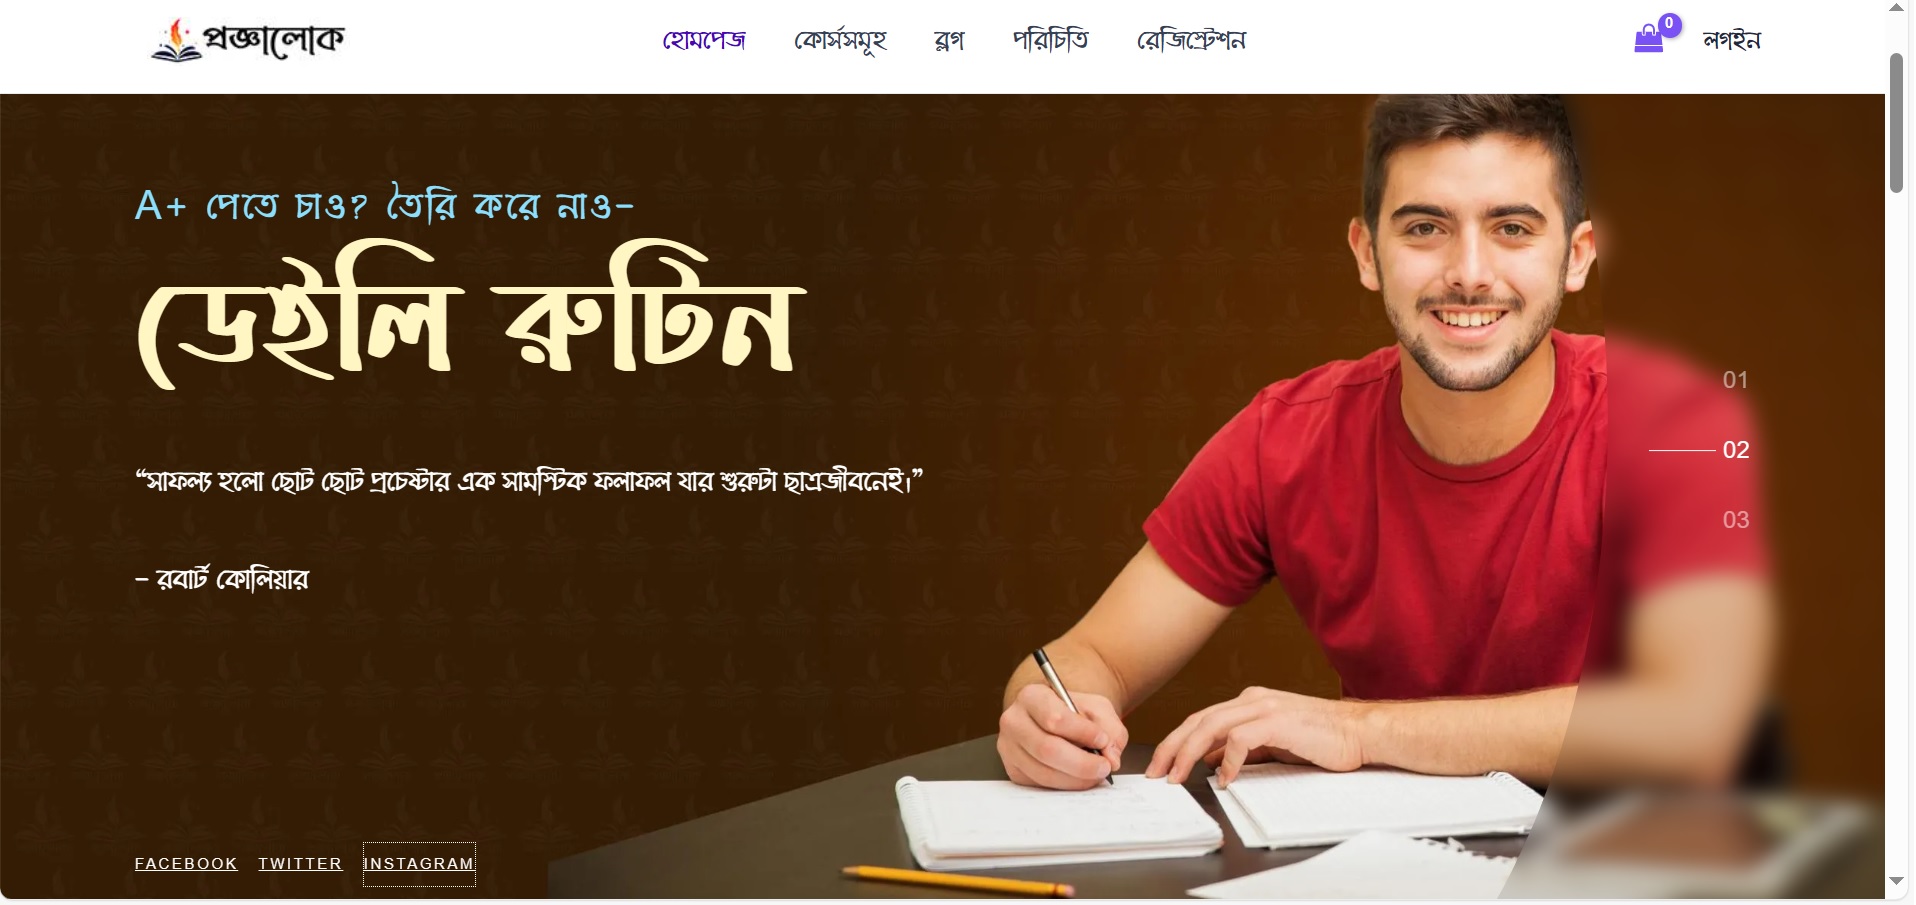 প্রজ্ঞালোক
হোমপেজ কোর্সসমূহ ব্লগ পরিচিতি রেজিস্ট্রেশন
0
লগইন
A+ পেতে চাও? তৈরি করে নাও–
ডেইলি রুটিন
“সাফল্য হলো ছোট ছোট প্রচেষ্টার এক সামস্টিক ফলাফল যার শুরুটা ছাত্রজীবনেই।”
– রবার্ট কোলিয়ার
01
02
03
FACEBOOK TWITTER INSTAGRAM